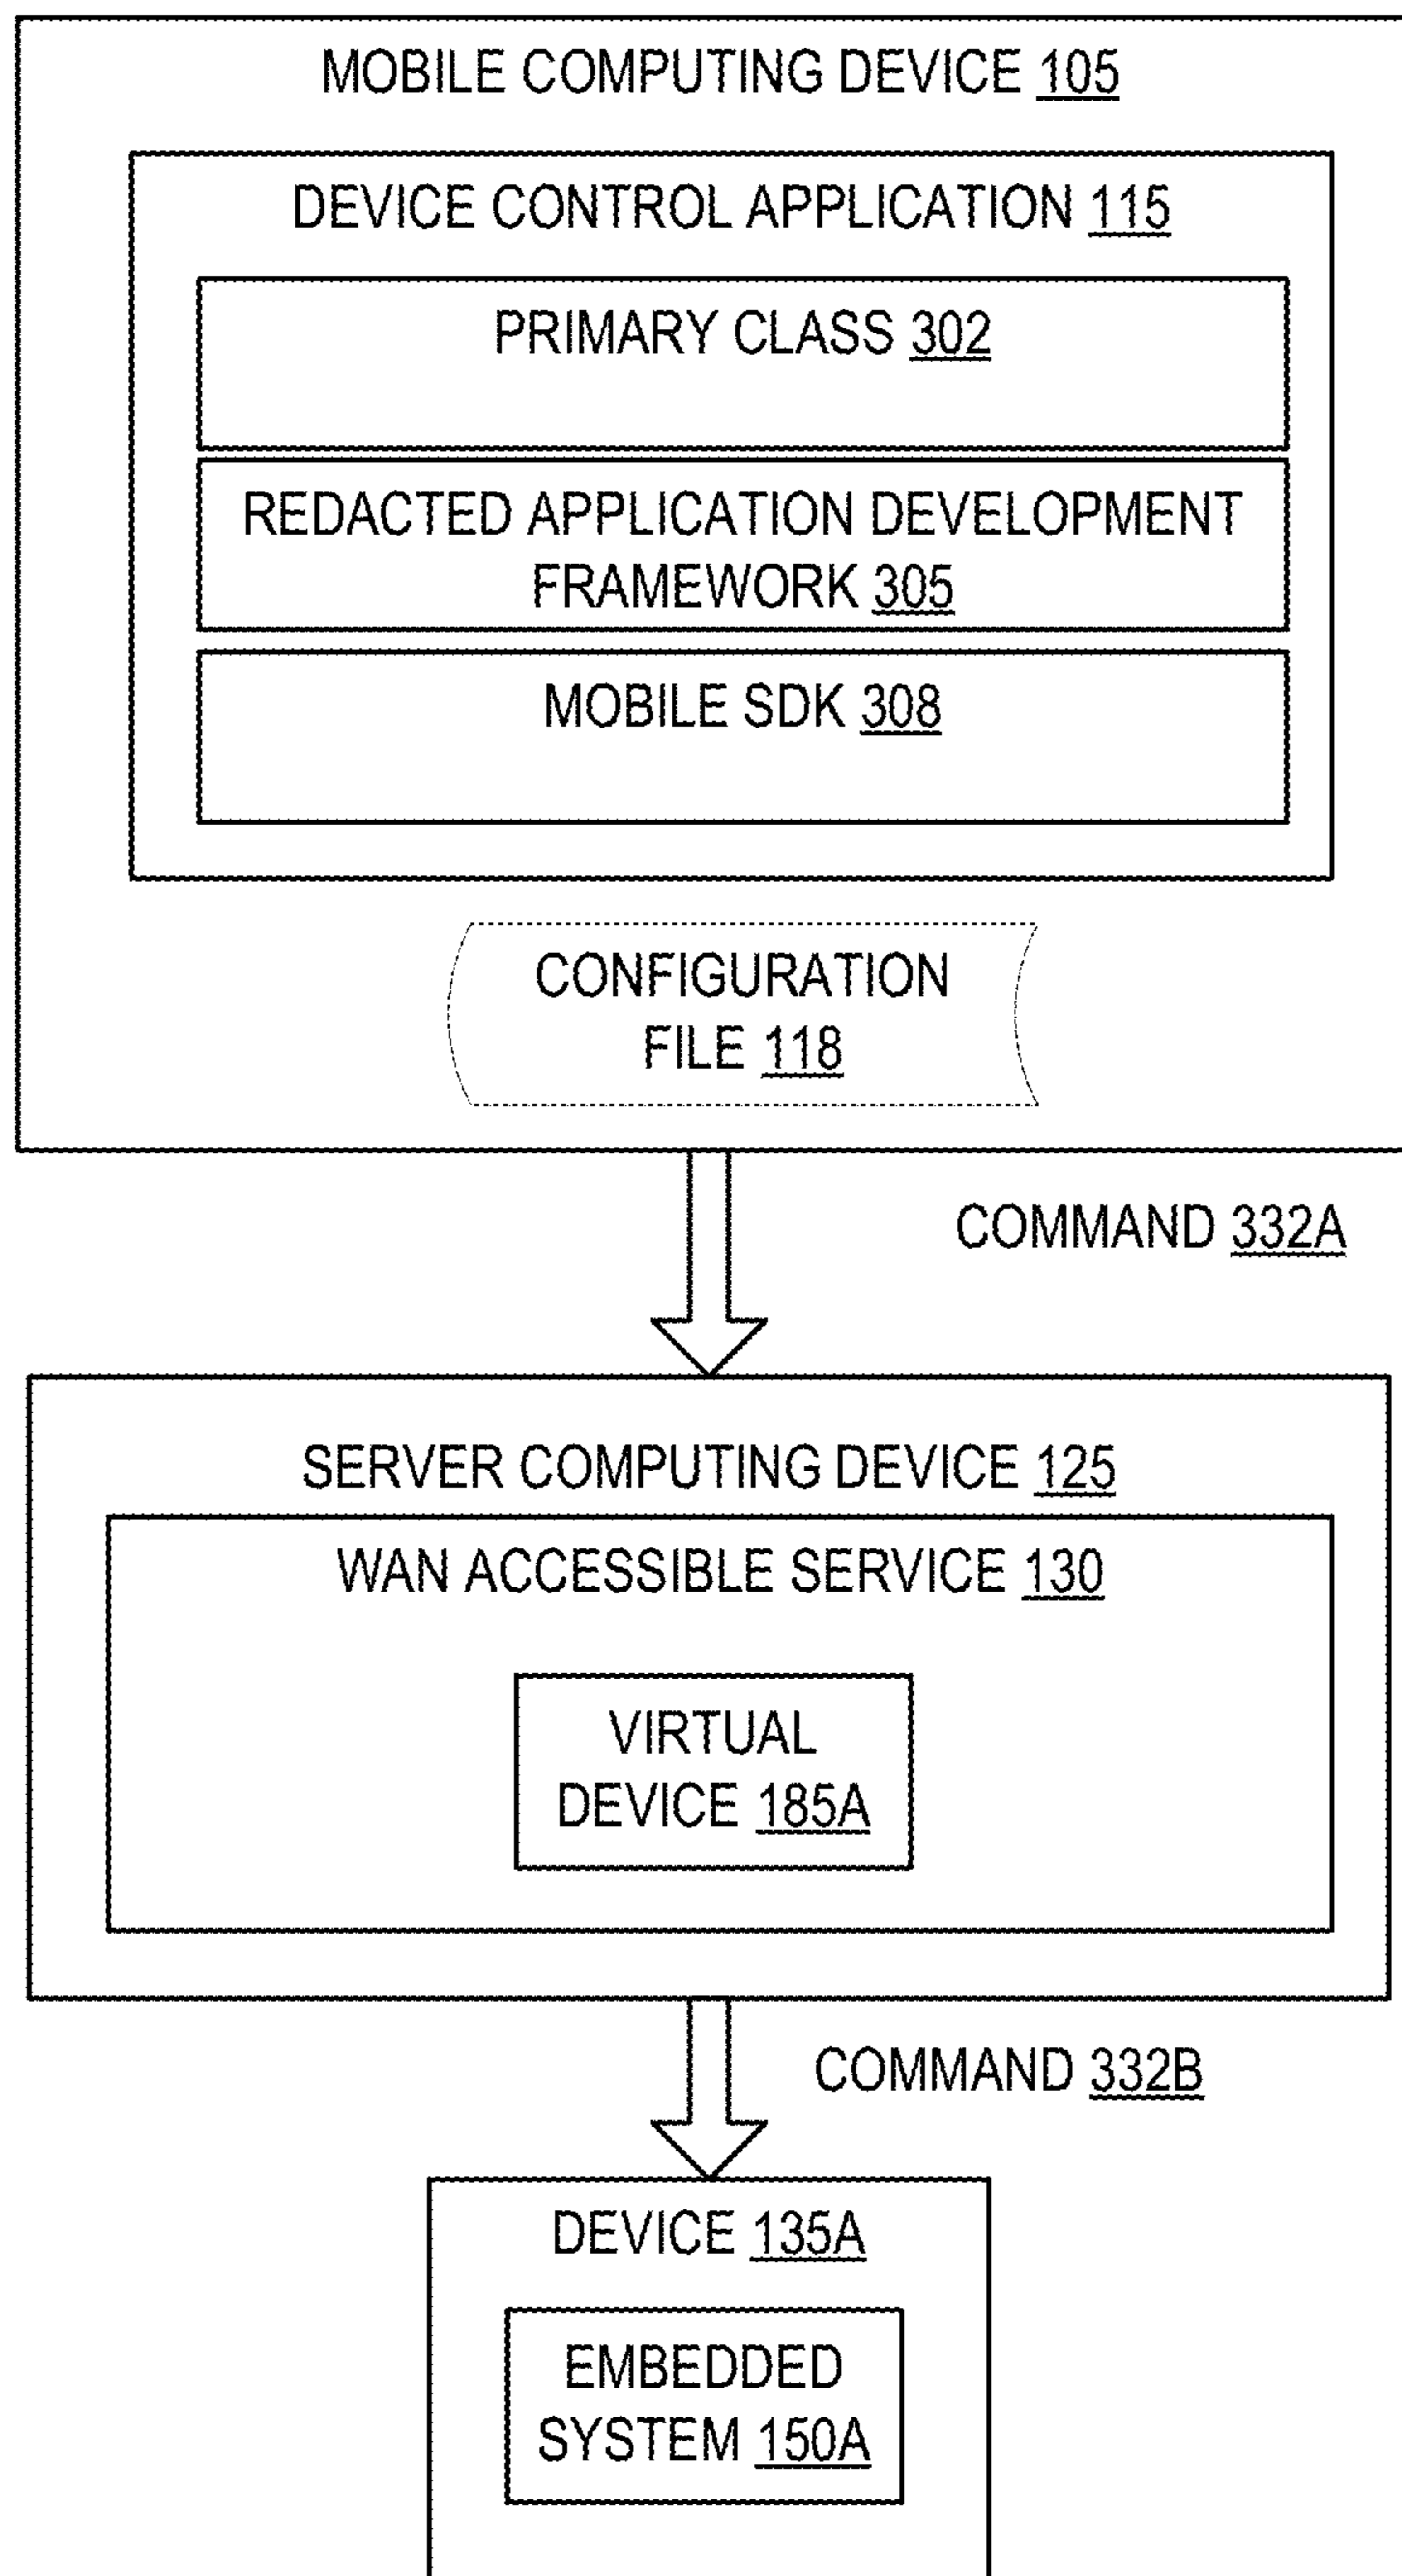 MOBILE COMPUTING DEVICE 105
DEVICE CONTROL APPLICATION 115
PRIMARY CLASS 302
REDACTED APPLICATION DEVELOPMENT
FRAMEWORK 305
MOBILE SDK 308
CONFIGURATION
FILE 118
COMMAND 332A
SERVER COMPUTING DEVICE 125
WAN ACCESSIBLE SERVICE 130
VIRTUAL
DEVICE 185A
COMMAND 332B
DEVICE 135A
EMBEDDED
SYSTEM 150A